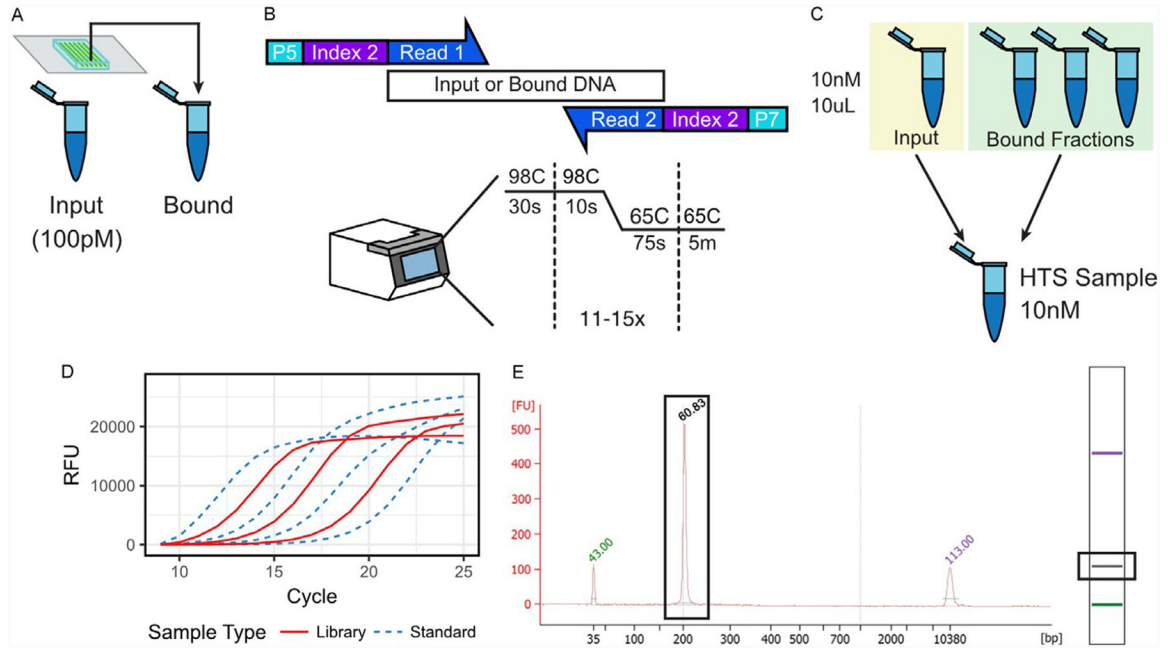 A
Input
(100pM)
Bound
B
P5 Index 2 Read 1
Input or Bound DNA
Read 2 Index 2 P7
98C 98C
30s 10s
65C 65C
75s 5m
11-15x
C
10nM
10uL
Input
Bound Fractions
HTS Sample
10nM
D
RFU
20000
10000
0
10 15 20 25
Cycle
Sample Type Library Standard
E
[FU]
500
400
300
200
100
0
43.00
60.83
113.00
35 100 200 300 400 500 700 2000 10380 [bp]